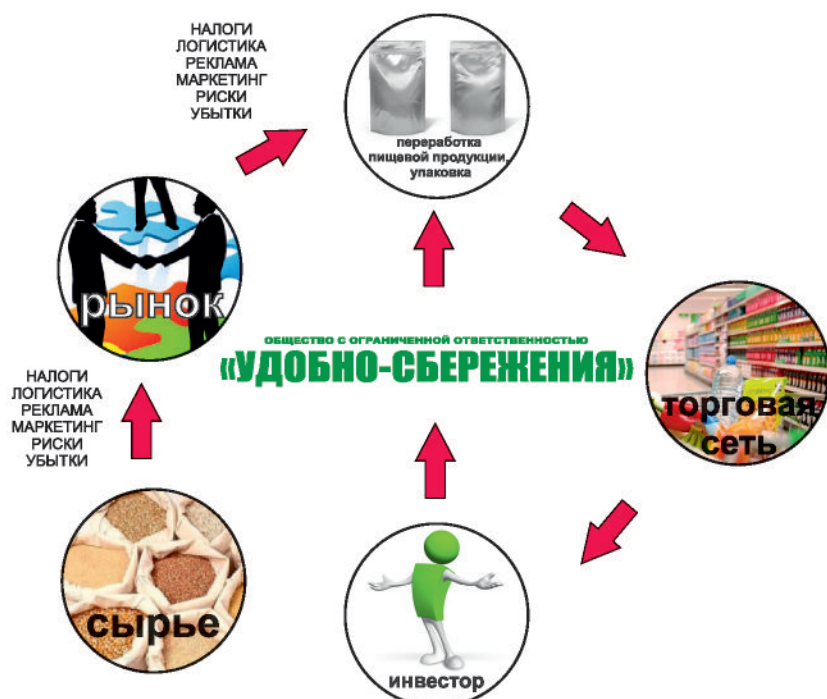 НАЛОГИ
ЛОГИСТИКА
РЕКЛАМА
МАРКЕТИНГ
РИСКИ
УБЫТКИ
переработка
пищевой продукции,
упаковка
рынок
ОБЩЕСТВО С ОГРАНИЧЕННОЙ ОТВЕТСТВЕННОСТЬЮ
«УДОБНО-СБЕРЕЖЕНИЯ»
НАЛОГИ
ЛОГИСТИКА
РЕКЛАМА
МАРКЕТИНГ
РИСКИ
УБЫТКИ
торговая
сеть
сырье
инвестор